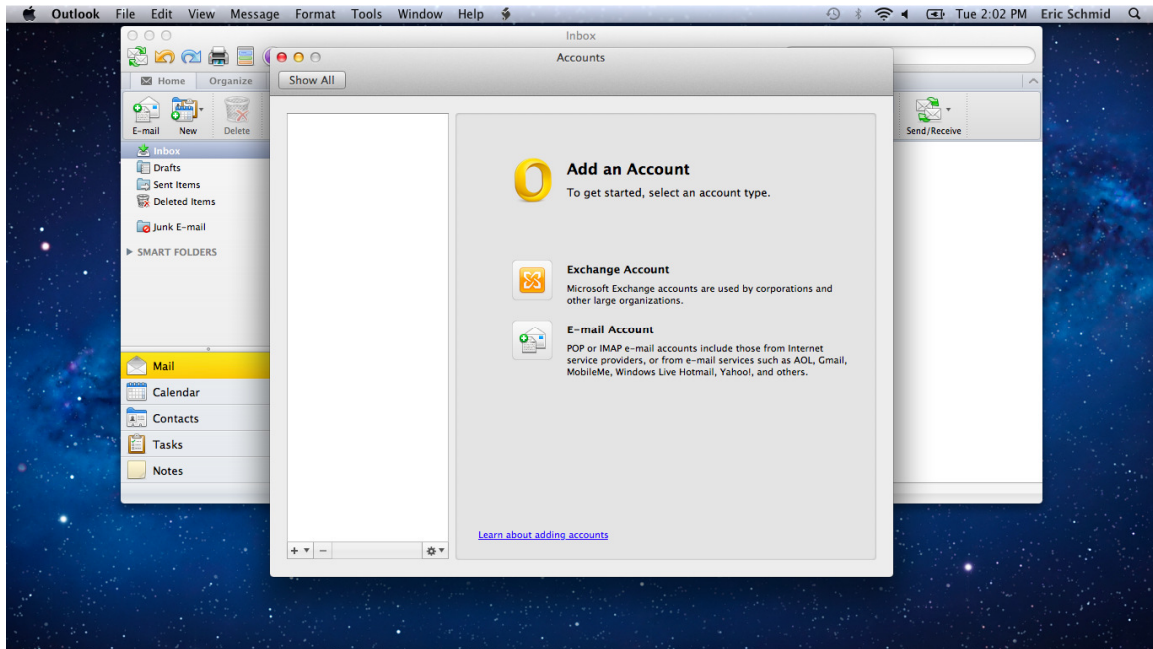 Outlook File Edit View Message Format Tools Window Help
Tue 2:02 PM Eric Schmid
Inbox
Accounts
Show All
Home Organize
E-mail New Delete
Send/Receive
Inbox
Drafts
Sent Items
Deleted Items
Junk E-mail
SMART FOLDERS
Mail
Calendar
Contacts
Tasks
Notes
Add an Account
To get started, select an account type.
Exchange Account
Microsoft Exchange accounts are used by corporations and
other large organizations.
E-mail Account
POP or IMAP e-mail accounts include those from Internet
service providers, or from e-mail services such as AOL, Gmail,
MobileMe, Windows Live Hotmail, Yahoo!, and others.
Learn about adding accounts